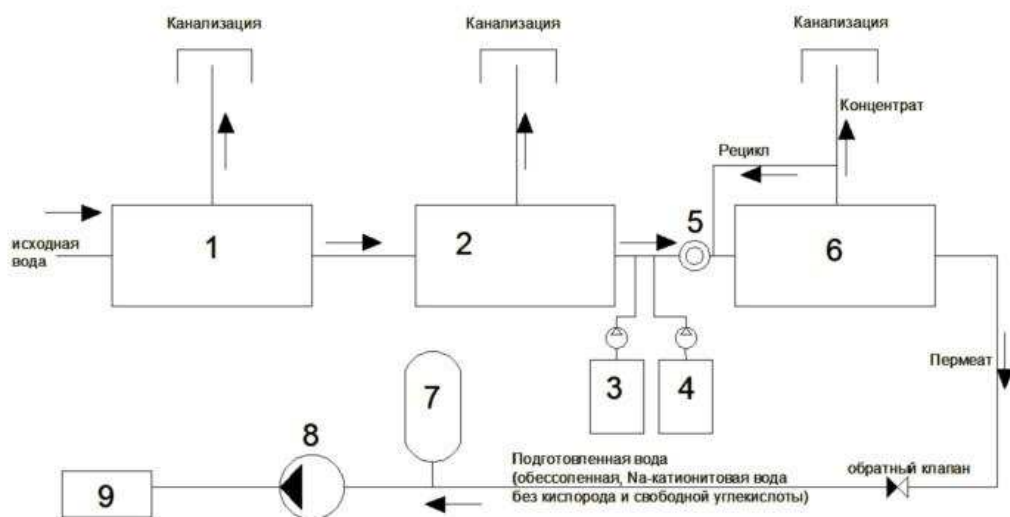 Канализация
Канализация
Канализация
Концентрат
Рецикл
5
1
2
6
исходная
вода
Пермеат
3
4
7
8
9
Подготовленная вода
(обессоленная, Na-катионитовая вода
без кислорода и свободной углекислоты)
обратный клапан